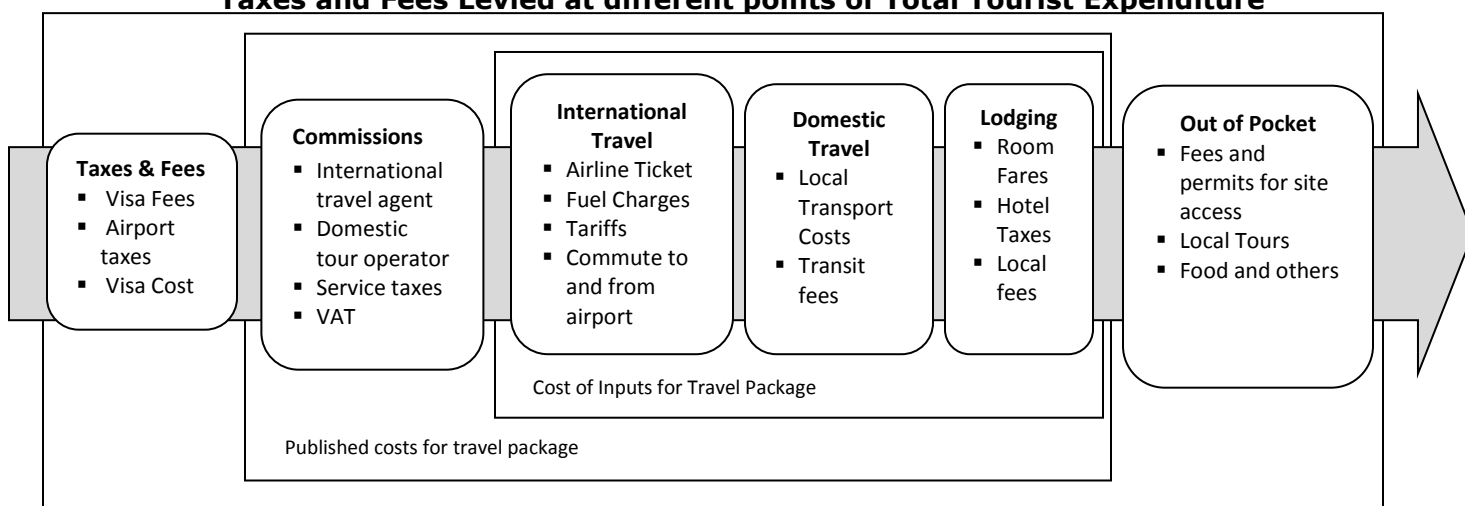 Taxes and Fees Levied at different points of Total Tourist Expenditure
Taxes & Fees
▪ Visa Fees
▪ Airport
taxes
▪ Visa Cost
Commissions
▪ International
travel agent
▪ Domestic
tour operator
▪ Service taxes
▪ VAT
International
Travel
▪ Airline Ticket
▪ Fuel Charges
▪ Tariffs
▪ Commute to
and from
airport
Domestic
Travel
▪ Local
Transport
Costs
▪ Transit
fees
Lodging
▪ Room
Fares
▪ Hotel
Taxes
▪ Local
fees
Out of Pocket
▪ Fees and
permits for site
access
▪ Local Tours
▪ Food and others
Cost of Inputs for Travel Package
Published costs for travel package